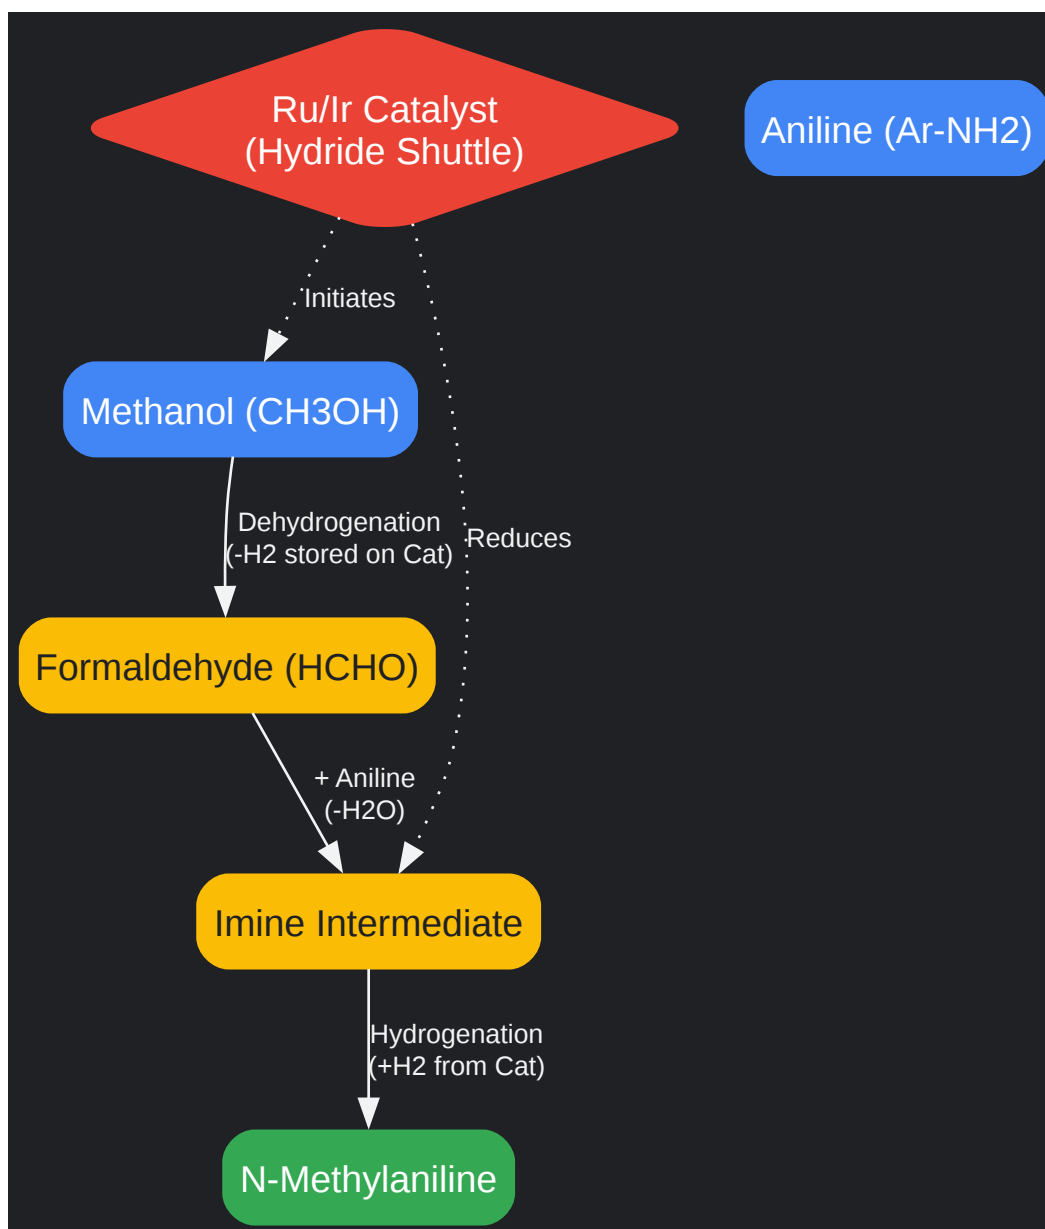 Ru/Ir Catalyst
(Hydride Shuttle)
Aniline (Ar-NH2)
Initiates
Methanol (CH3OH)
Dehydrogenation
(-H2 stored on Cat)
Reduces
Formaldehyde (HCHO)
+ Aniline
(-H2O)
Imine Intermediate
Hydrogenation
(+H2 from Cat)
N-Methylaniline